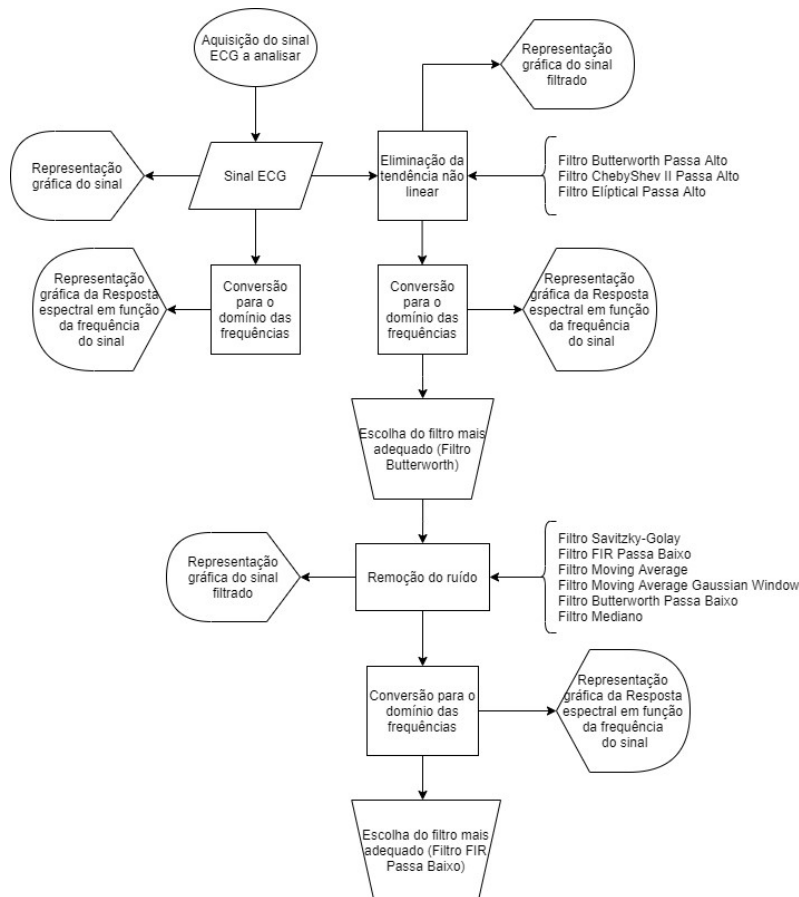 Aquisição do sinal
ECG a analisar
Representação
gráfica do sinal
filtrado
Representação
gráfica do sinal
Sinal ECG
Eliminação da
tendência não
linear
Filtro Butterworth Passa Alto
Filtro ChebyShev II Passa Alto
Filtro Elíptical Passa Alto
Representação
gráfica da Resposta
espectral em função
da frequência
do sinal
Conversão
para o
domínio das
frequências
Conversão
para o
domínio das
frequências
Representação
gráfica da Resposta
espectral em função
da frequência
do sinal
Escolha do filtro mais
adequado (Filtro
Butterworth)
Representação
gráfica do sinal
filtrado
Remoção do ruído
Filtro Savitzky-Golay
Filtro FIR Passa Baixo
Filtro Moving Average
Filtro Moving Average Gaussian Window
Filtro Butterworth Passa Baixo
Filtro Mediano
Conversão para o
domínio das
frequências
Representação
gráfica da Resposta
espectral em função
da frequência
do sinal
Escolha do filtro mais
adequado (Filtro FIR
Passa Baixo)